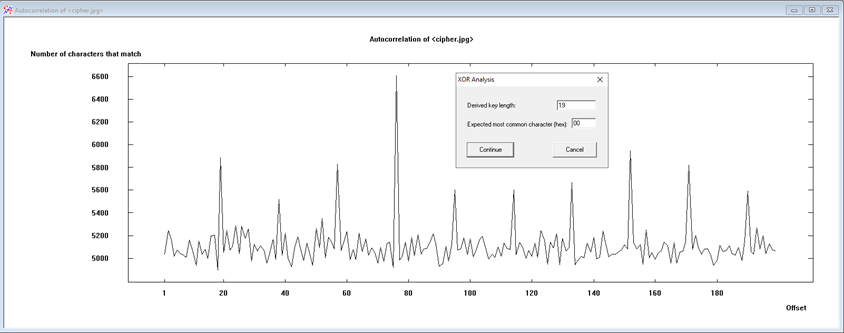 Autocorrelation of <cipher.jpg>
Autocorrelation of <cipher.jpg>
Number of characters that match
6600
6400
6200
6000
5800
5600
5400
5200
5000
XOR Analysis
Derived key length:
19
Expected most common character (hex):
00
Continue
Cancel
1
20
40
60
80
100
120
140
160
180
Offset